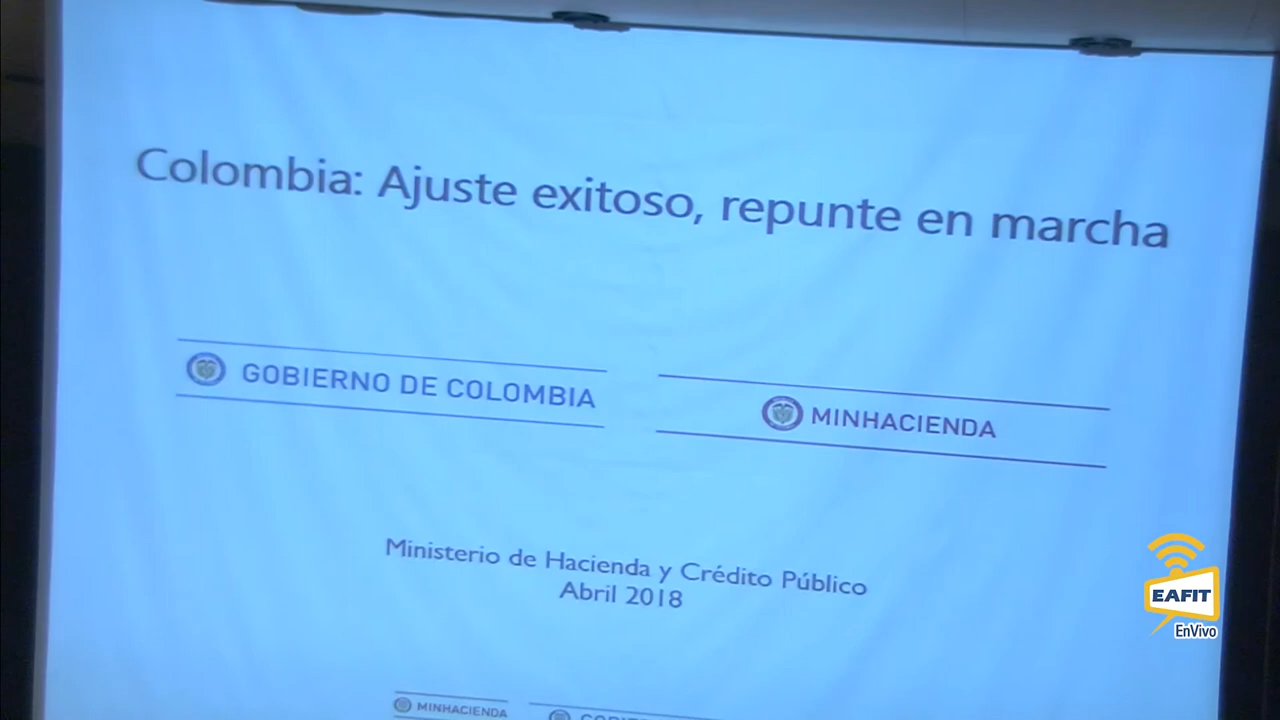 Colombia: Ajuste exitoso, repunte en marcha
GOBIERNO DE COLOMBIA
MINHACIENDA
Ministerio de Hacienda y Crédito Público
Abril 2018
EAFIT
EnVivo
MINHACIENDA